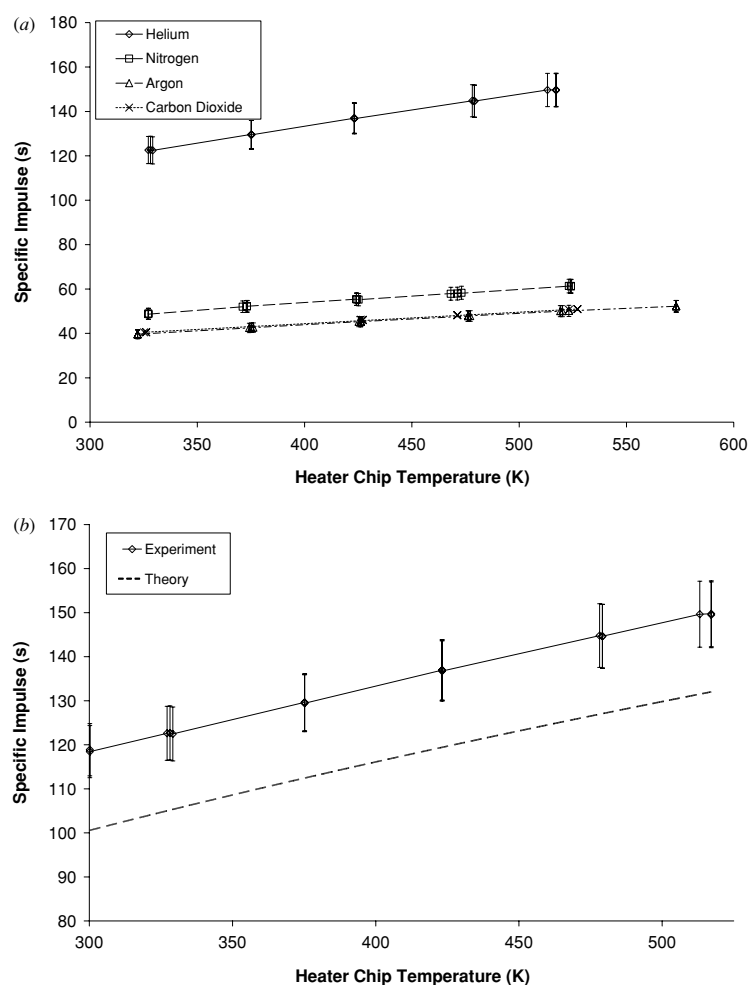 (a)
Helium
Nitrogen
Argon
Carbon Dioxide
180
160
140
120
100
80
60
40
20
0
Specific Impulse (s)
300 350 400 450 500 550 600
Heater Chip Temperature (K)
(b)
Experiment
Theory
170
160
150
140
130
120
110
100
90
80
Specific Impulse (s)
300 350 400 450 500
Heater Chip Temperature (K)